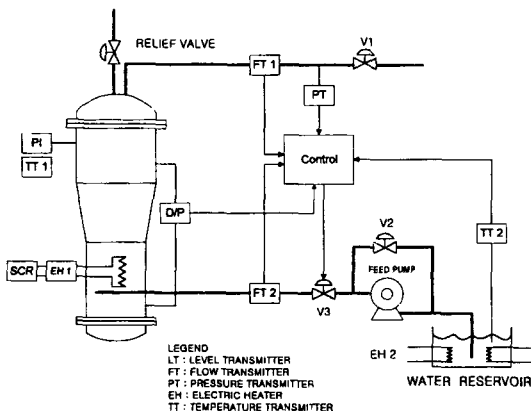 RELIEF VALVE
V1
FT 1
PT
PI
TT 1
Control
D/P
TT 2
V2
SCR
EH 1
FEED PUMP
FT 2
V3
EH 2
WATER RESERVOIR
LEGEND
LT : LEVEL TRANSMITTER
FT : FLOW TRANSMITTER
PT : PRESSURE TRANSMITTER
EH : ELECTRIC HEATER
TT : TEMPERATURE TRANSMITTER